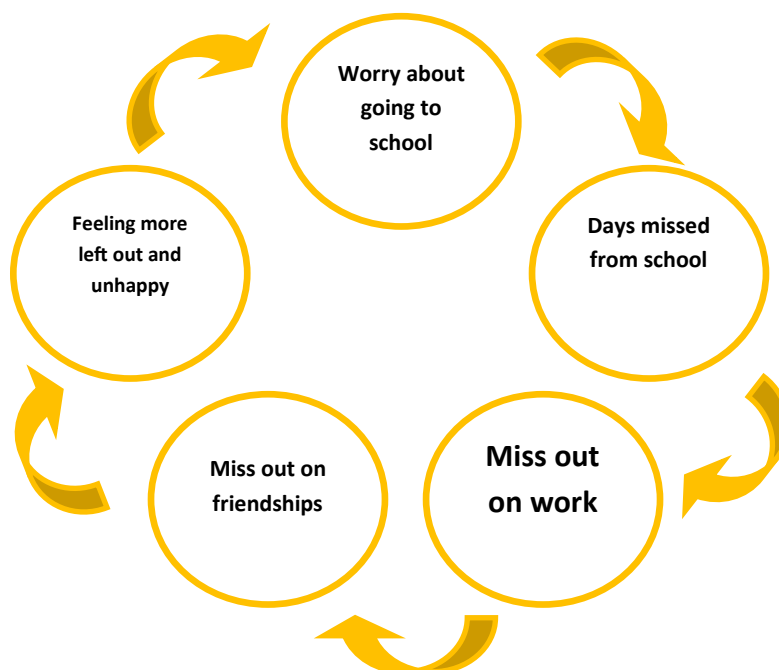 Worry about
going to
school
Days missed
from school
Miss out
on work
Miss out on
friendships
Feeling more
left out and
unhappy